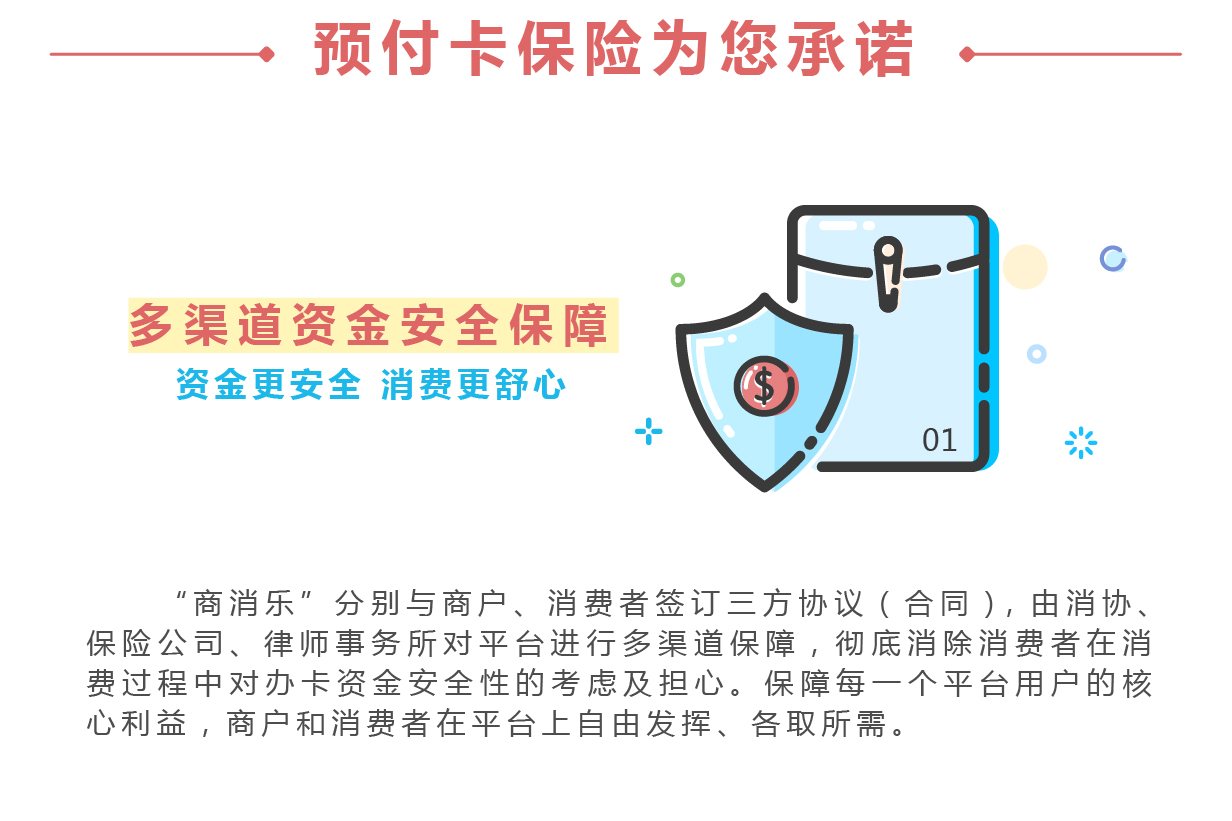 预付卡保险为您承诺
多渠道资金安全保障
资金更安全 消费更舒心
$
01
“商消乐”分别与商户、消费者签订三方协议（合同），由消协、
保险公司、律师事务所对平台进行多渠道保障，彻底消除消费者在消
费过程中对办卡资金安全性的考虑及担心。保障每一个平台用户的核
心利益，商户和消费者在平台上自由发挥、各取所需。